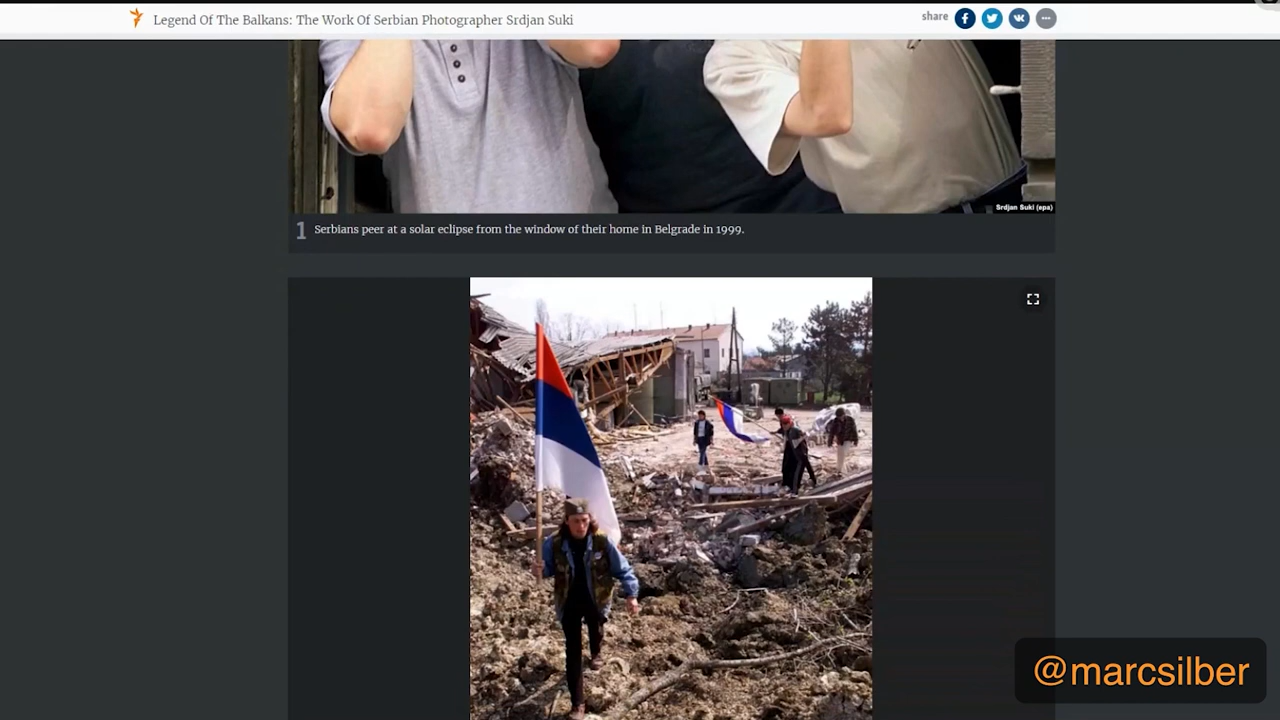 Legend Of The Balkans: The Work Of Serbian Photographer Srdjan Suki
share
Srdjan Suki (epa)
1 Serbians peer at a solar eclipse from the window of their home in Belgrade in 1999.
@marcsilber